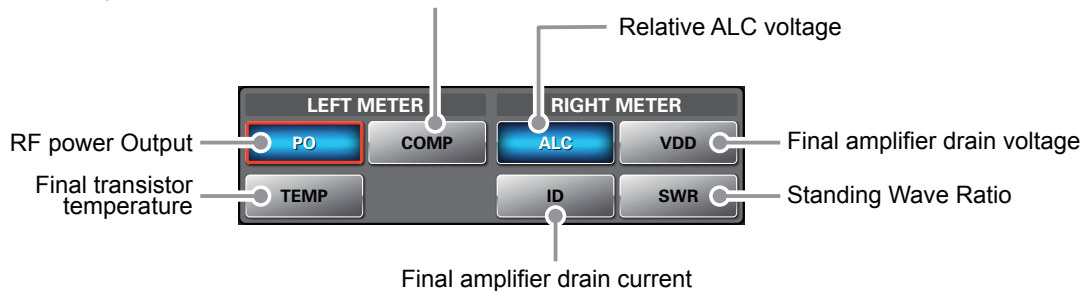 Relative ALC voltage
LEFT METER
RIGHT METER
RF power Output
PO
COMP
ALC
VDD
Final amplifier drain voltage
Final transistor
temperature
TEMP
ID
SWR
Standing Wave Ratio
Final amplifier drain current